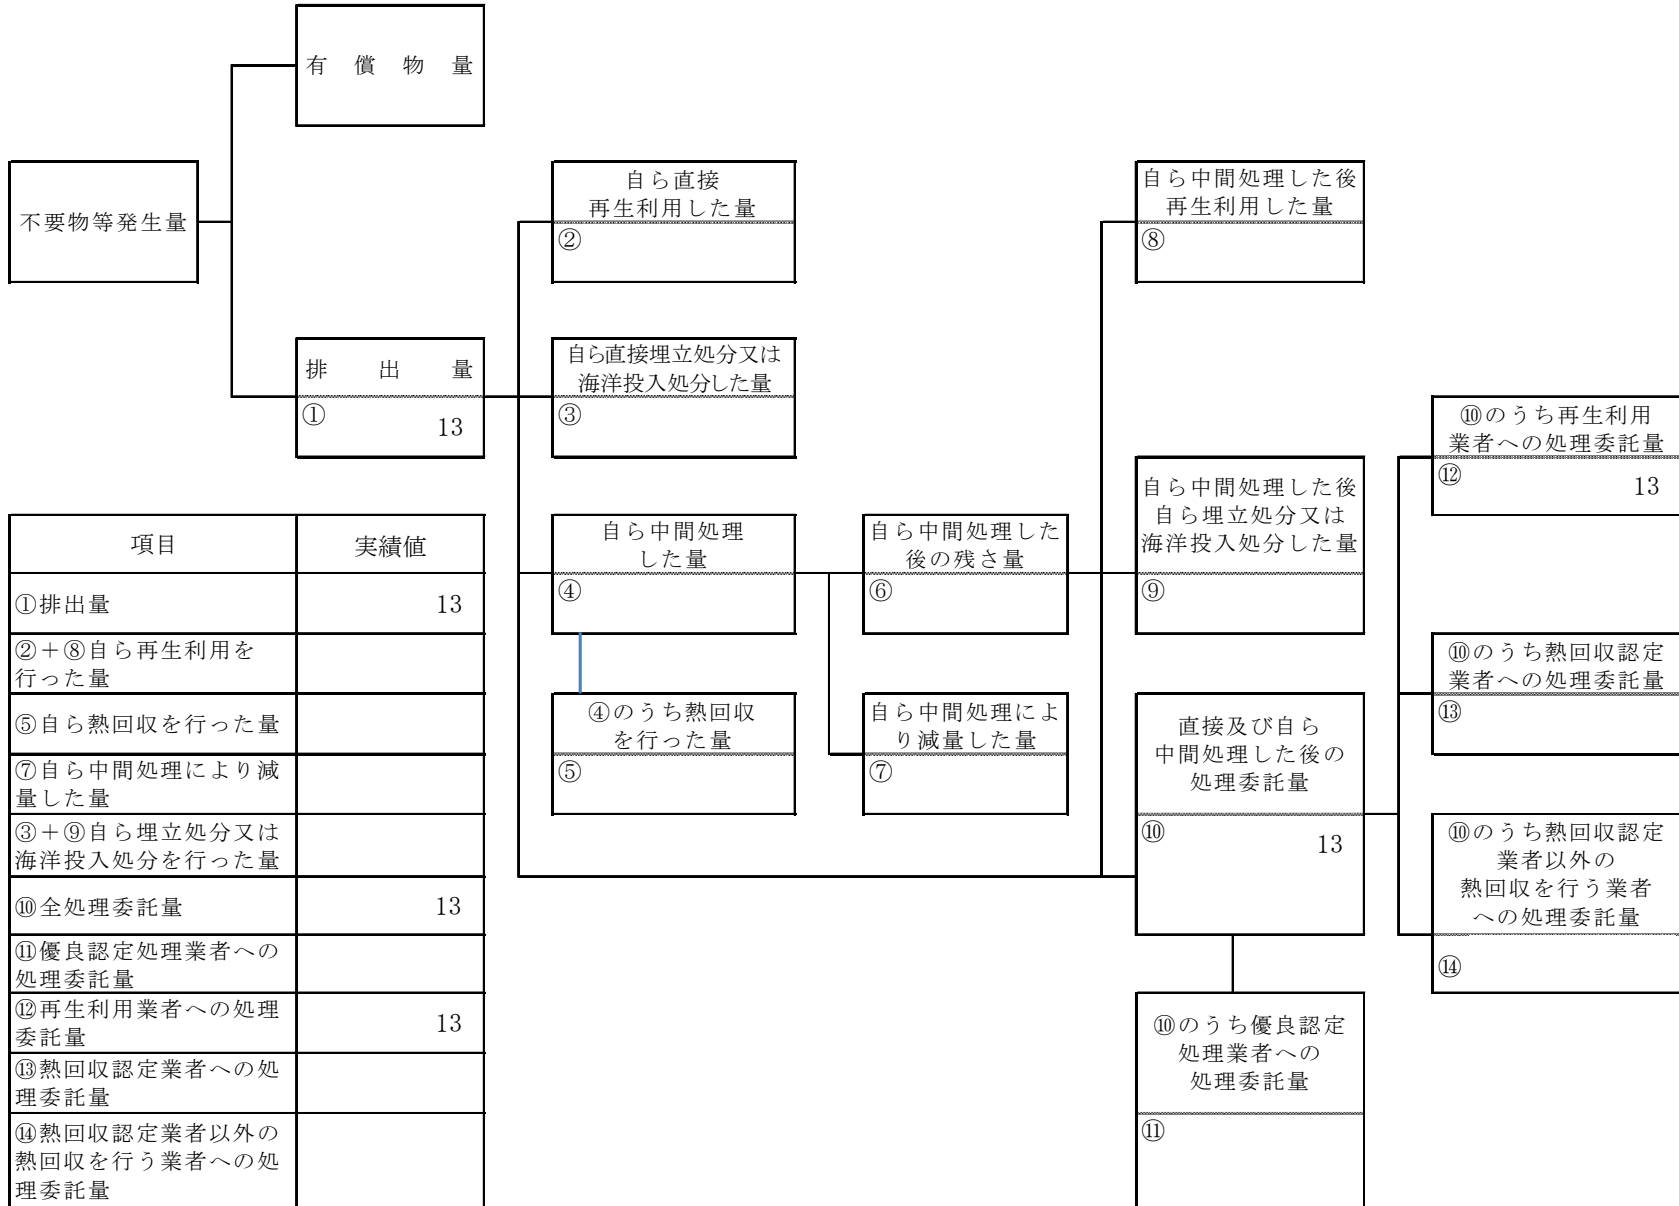 有償物量
不要物等発生量
排出量
①
13
自ら直接
再生利用した量
②
自ら直接埋立処分又は
海洋投入処分した量
③
自ら中間処理
した量
④
④のうち熱回収
を行った量
⑤
自ら中間処理した
後の残さ量
⑥
自ら中間処理によ
り減量した量
⑦
自ら中間処理した後
再生利用した量
⑧
自ら中間処理した後
自ら埋立処分又は
海洋投入処分した量
⑨
直接及び自ら
中間処理した後の
処理委託量
⑩
13
⑩のうち優良認定
処理業者への
処理委託量
⑪
⑩のうち再生利用
業者への処理委託量
⑫
13
⑩のうち熱回収認定
業者への処理委託量
⑬
⑩のうち熱回収認定
業者以外の
熱回収を行う業者
への処理委託量
⑭
項目 実績値
①排出量 13
②＋⑧自ら再生利用を
行った量
⑤自ら熱回収を行った量
⑦自ら中間処理により減
量した量
③＋⑨自ら埋立処分又は
海洋投入処分を行った量
⑩全処理委託量 13
⑪優良認定処理業者への
処理委託量
⑫再生利用業者への処理
委託量 13
⑬熱回収認定業者への処
理委託量
⑭熱回収認定業者以外の
熱回収を行う業者への処
理委託量